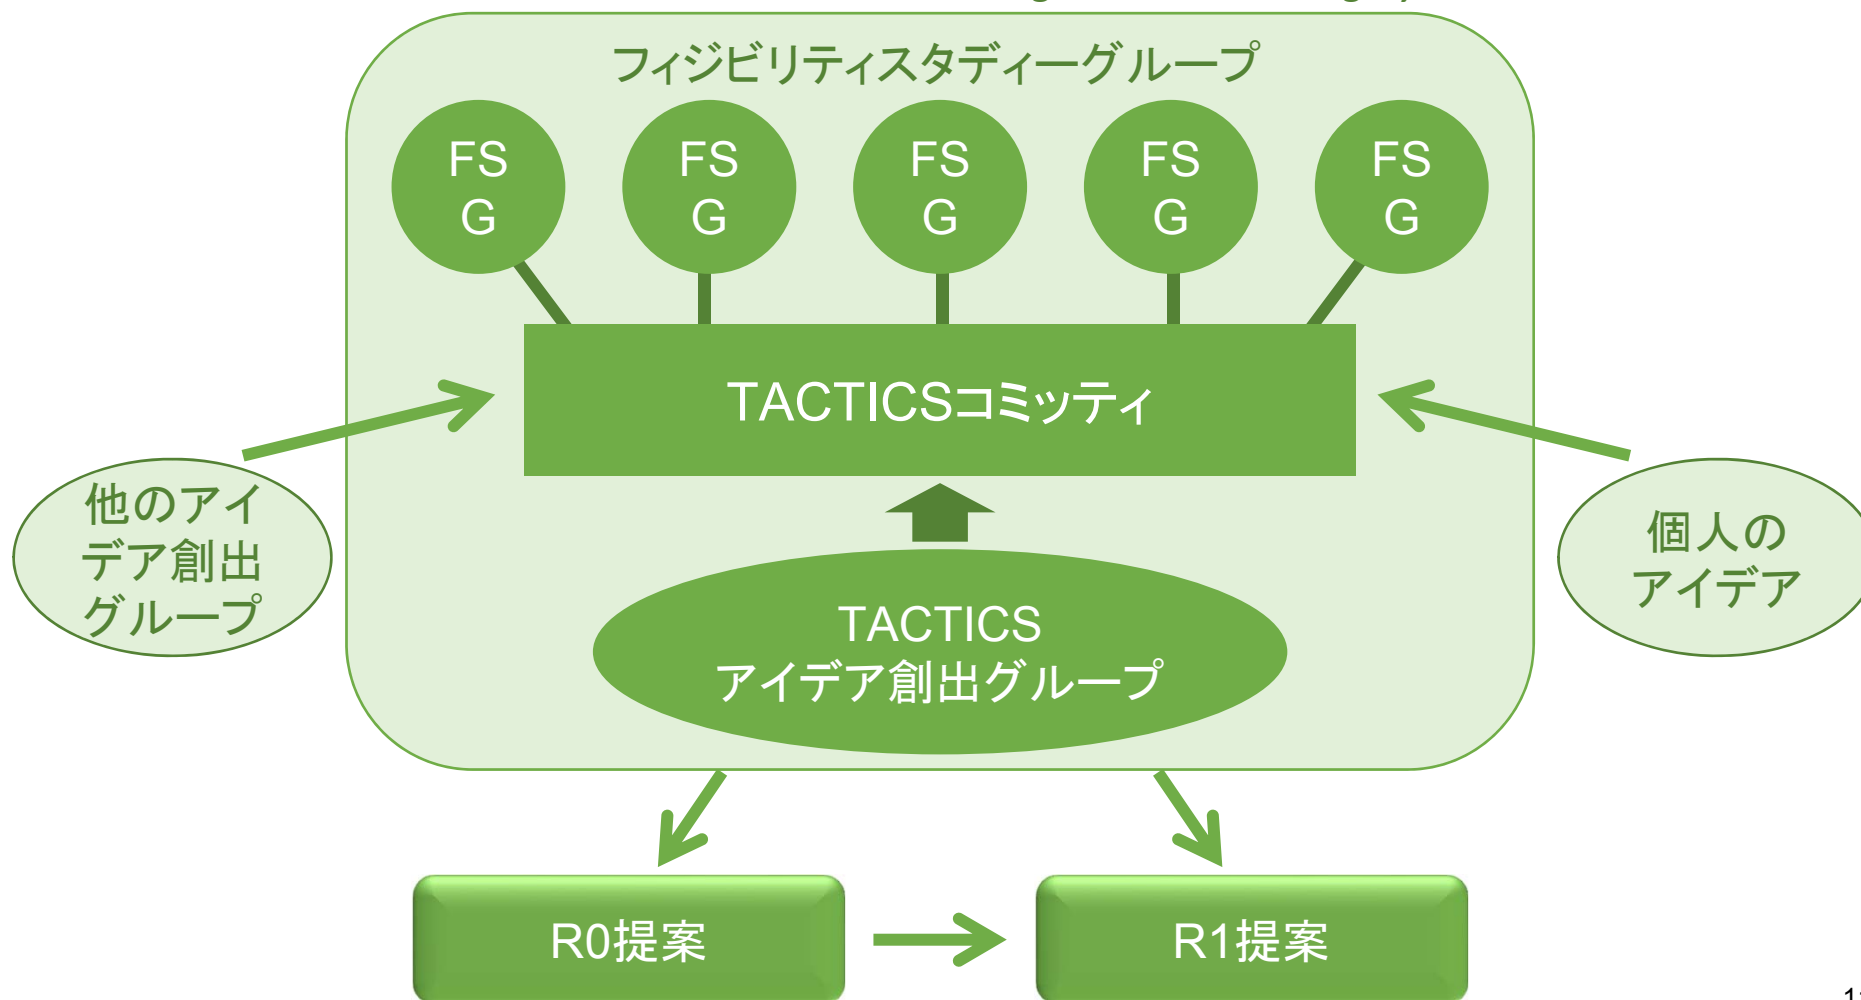 フィジビリティスタディーグループ
FS
G
FS
G
FS
G
FS
G
FS
G
TACTICSコミッティ
他のアイ
デア創出
グループ
個人の
アイデア
TACTICS
アイデア創出グループ
R0提案
R1提案